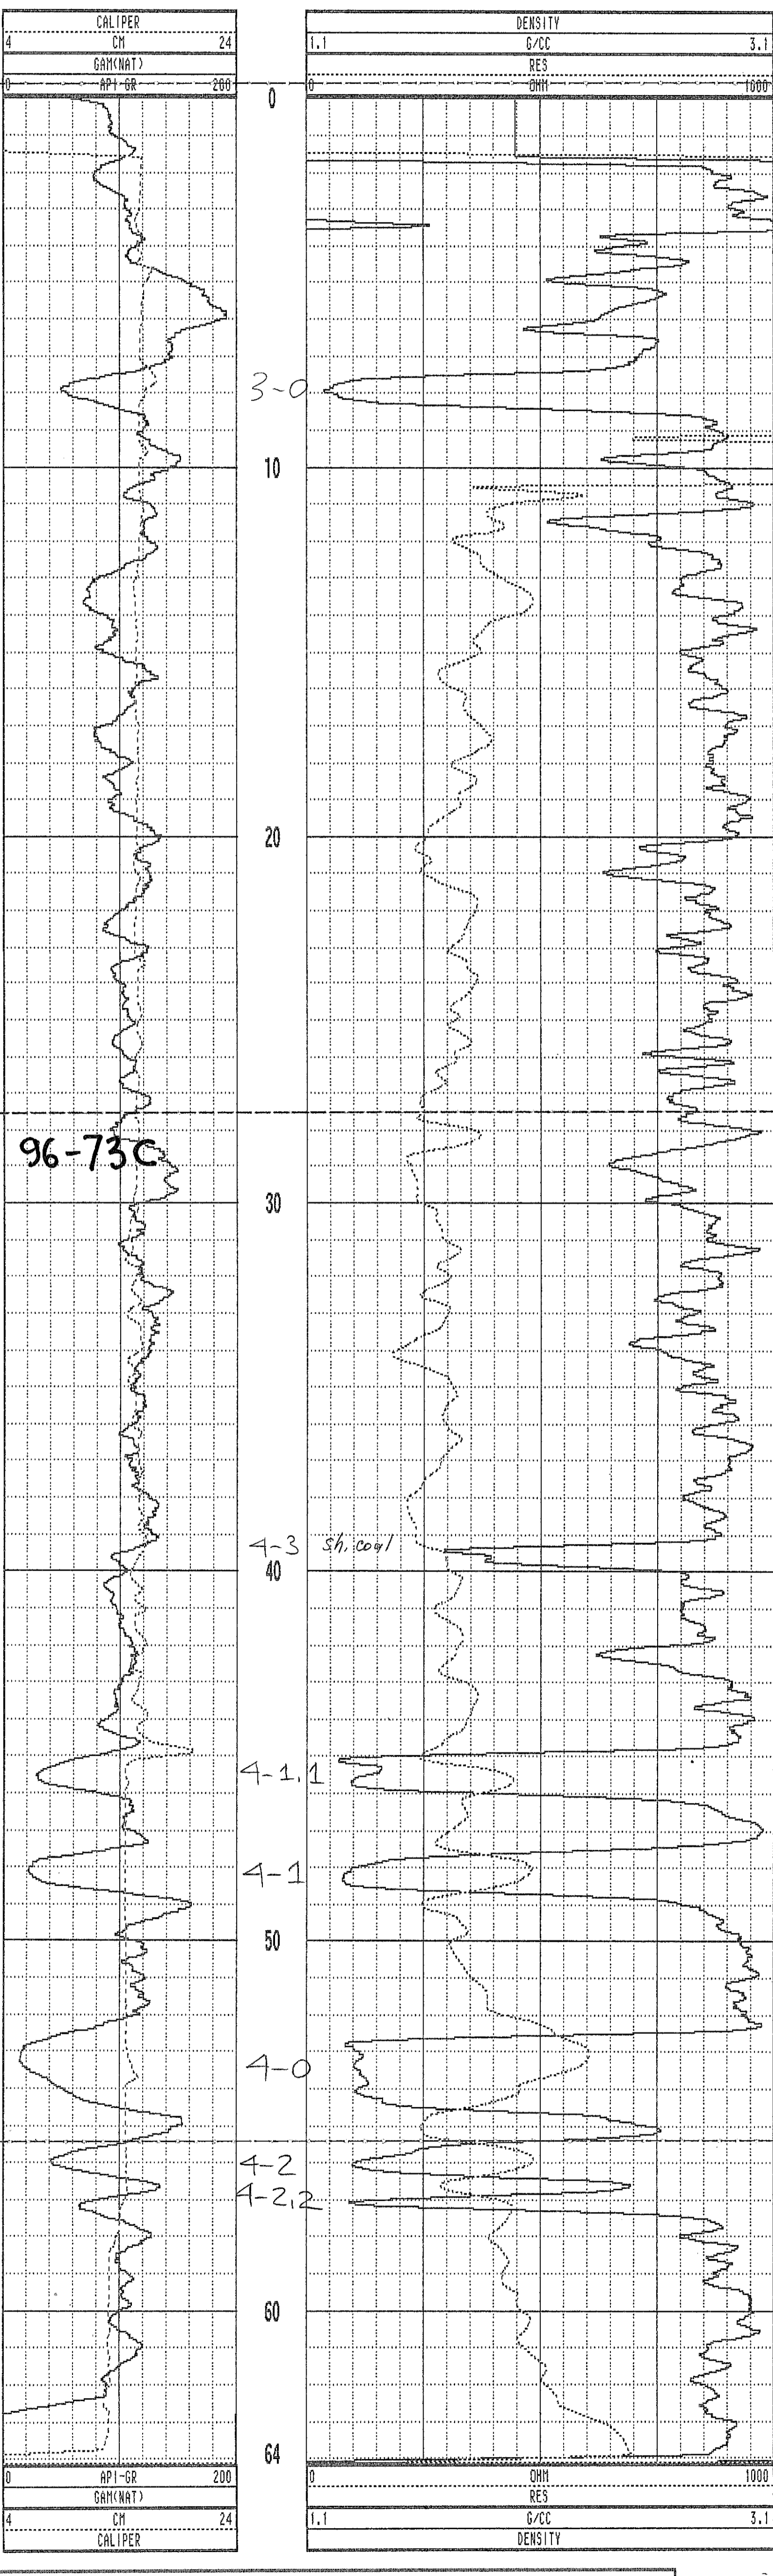 CALIPER
4 CM 24
GAM(NAT)
0 API-GR 200
DENSITY
1.1 G/CC 3.1
RES
0 OHM 1000
0
3-0
10
20
96-73C
30
4-3 sh. coal
40
4-1,1
4-1
50
4-0
4-2
4-2,2
60
64
0 API-GR 200
GAM(NAT)
4 CM 24
CALIPER
0 OHM 1000
RES
1.1 G/CC 3.1
DENSITY